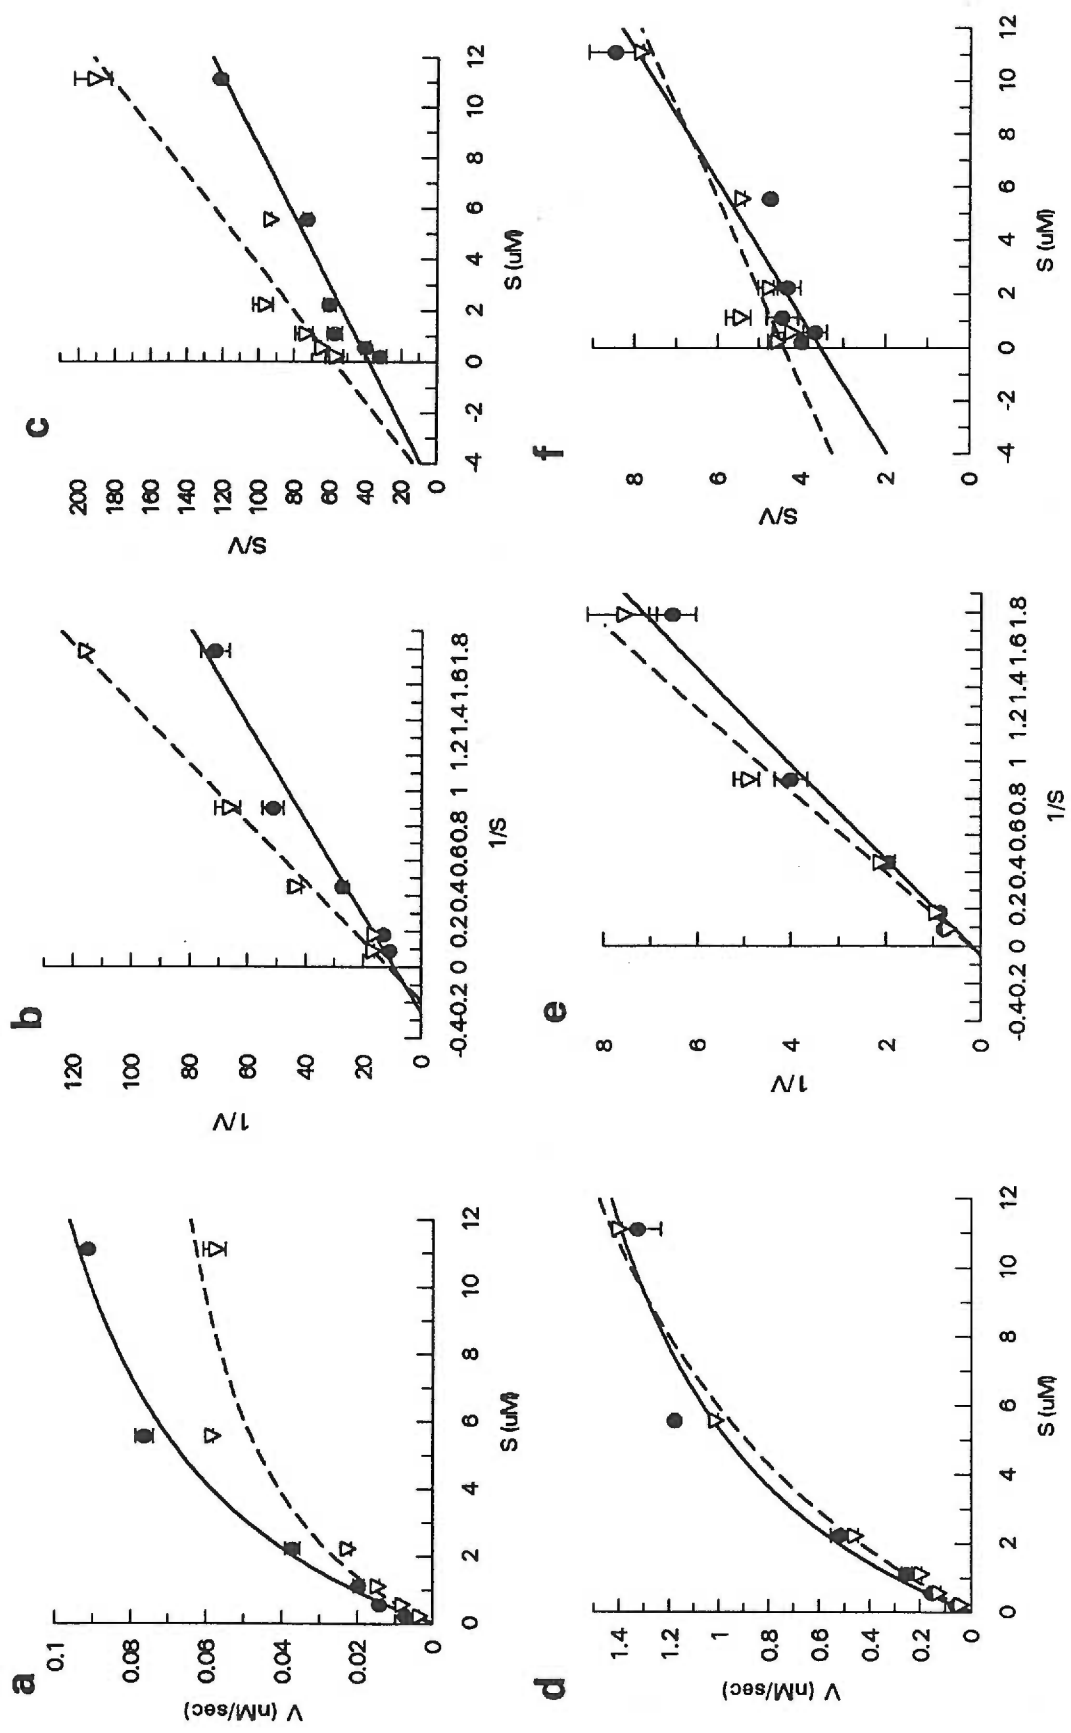 a
V (nM/sec)
0.1
0.08
0.06
0.04
0.02
0
0 2 4 6 8 10 12
S (uM)
b
1/V
120
100
80
60
40
20
0
-0.4-0.2 0 0.20.40.60.8 1 1.21.41.61.8
1/S
c
S/V
200
180
160
140
120
100
80
60
40
20
0
-4 -2 0 2 4 6 8 10 12
S (uM)
d
V (nM/sec)
1.4
1.2
1
0.8
0.6
0.4
0.2
0
0 2 4 6 8 10 12
S (uM)
e
1/V
8
6
4
2
0
-0.4-0.2 0 0.20.40.60.8 1 1.21.41.61.8
1/S
f
S/V
8
6
4
2
0
-4 -2 0 2 4 6 8 10 12
S (uM)